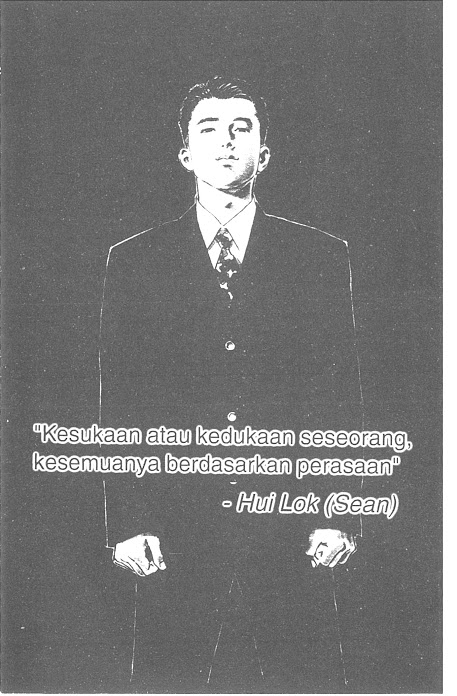 "Kesukaan atau kedukaan seseorang,
kesemuanya berdasarkan perasaan"
- Hui Lok (Sean)